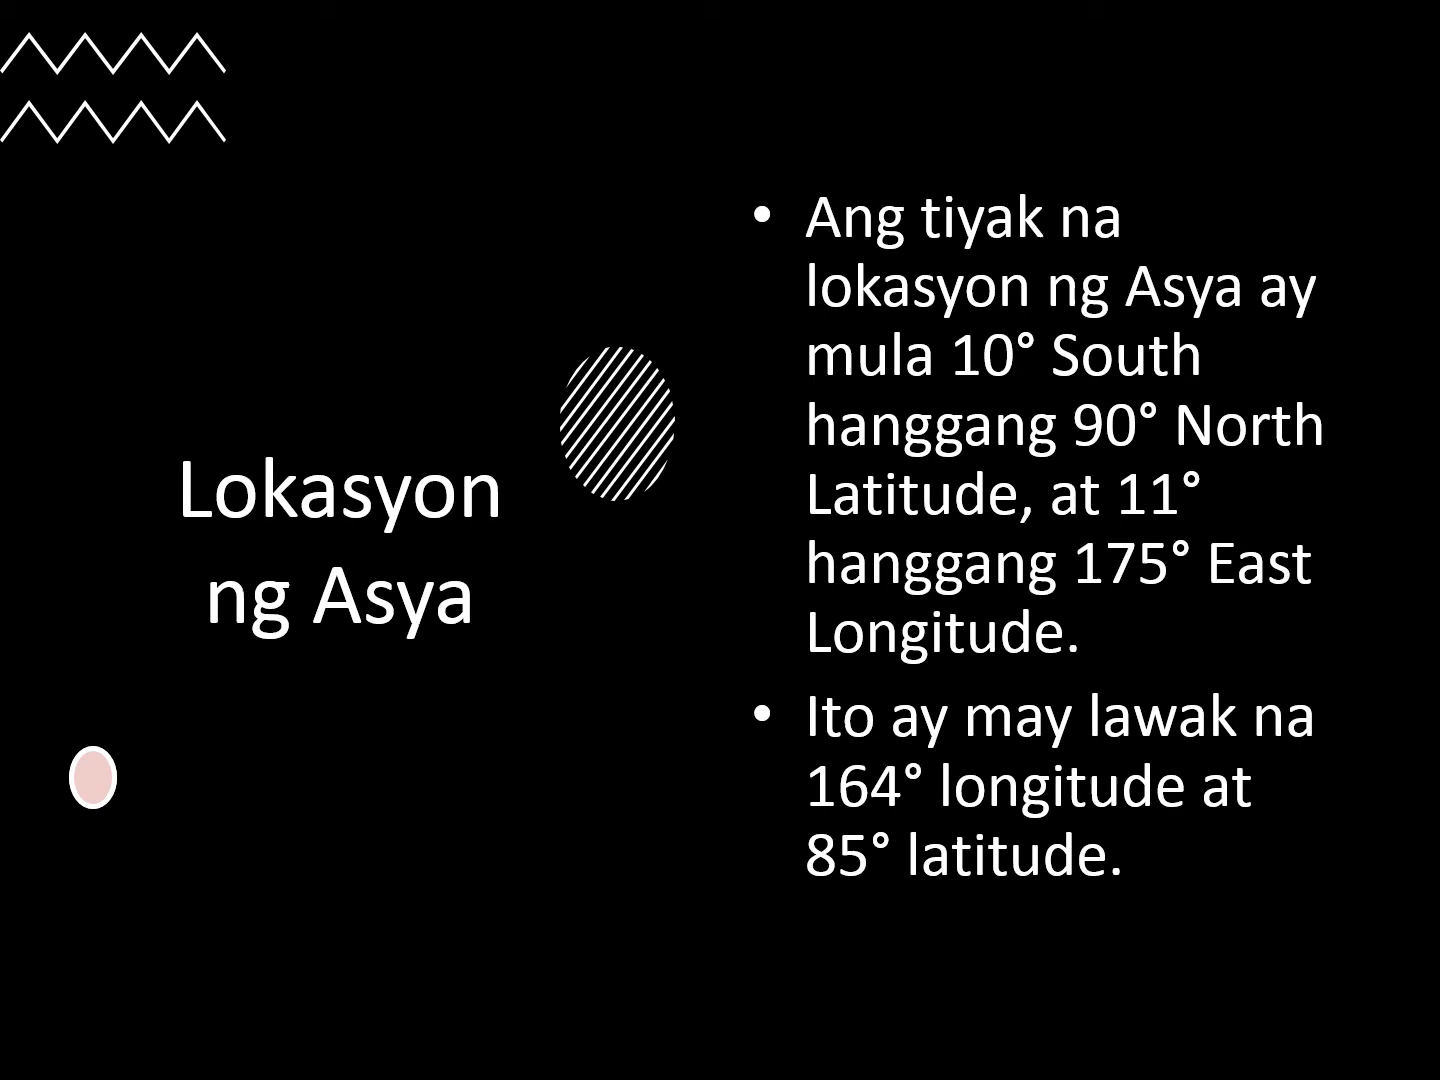 Lokasyon
ng Asya
• Ang tiyak na
lokasyon ng Asya ay
mula 10° South
hanggang 90° North
Latitude, at 11°
hanggang 175° East
Longitude.
• Ito ay may lawak na
164° longitude at
85° latitude.